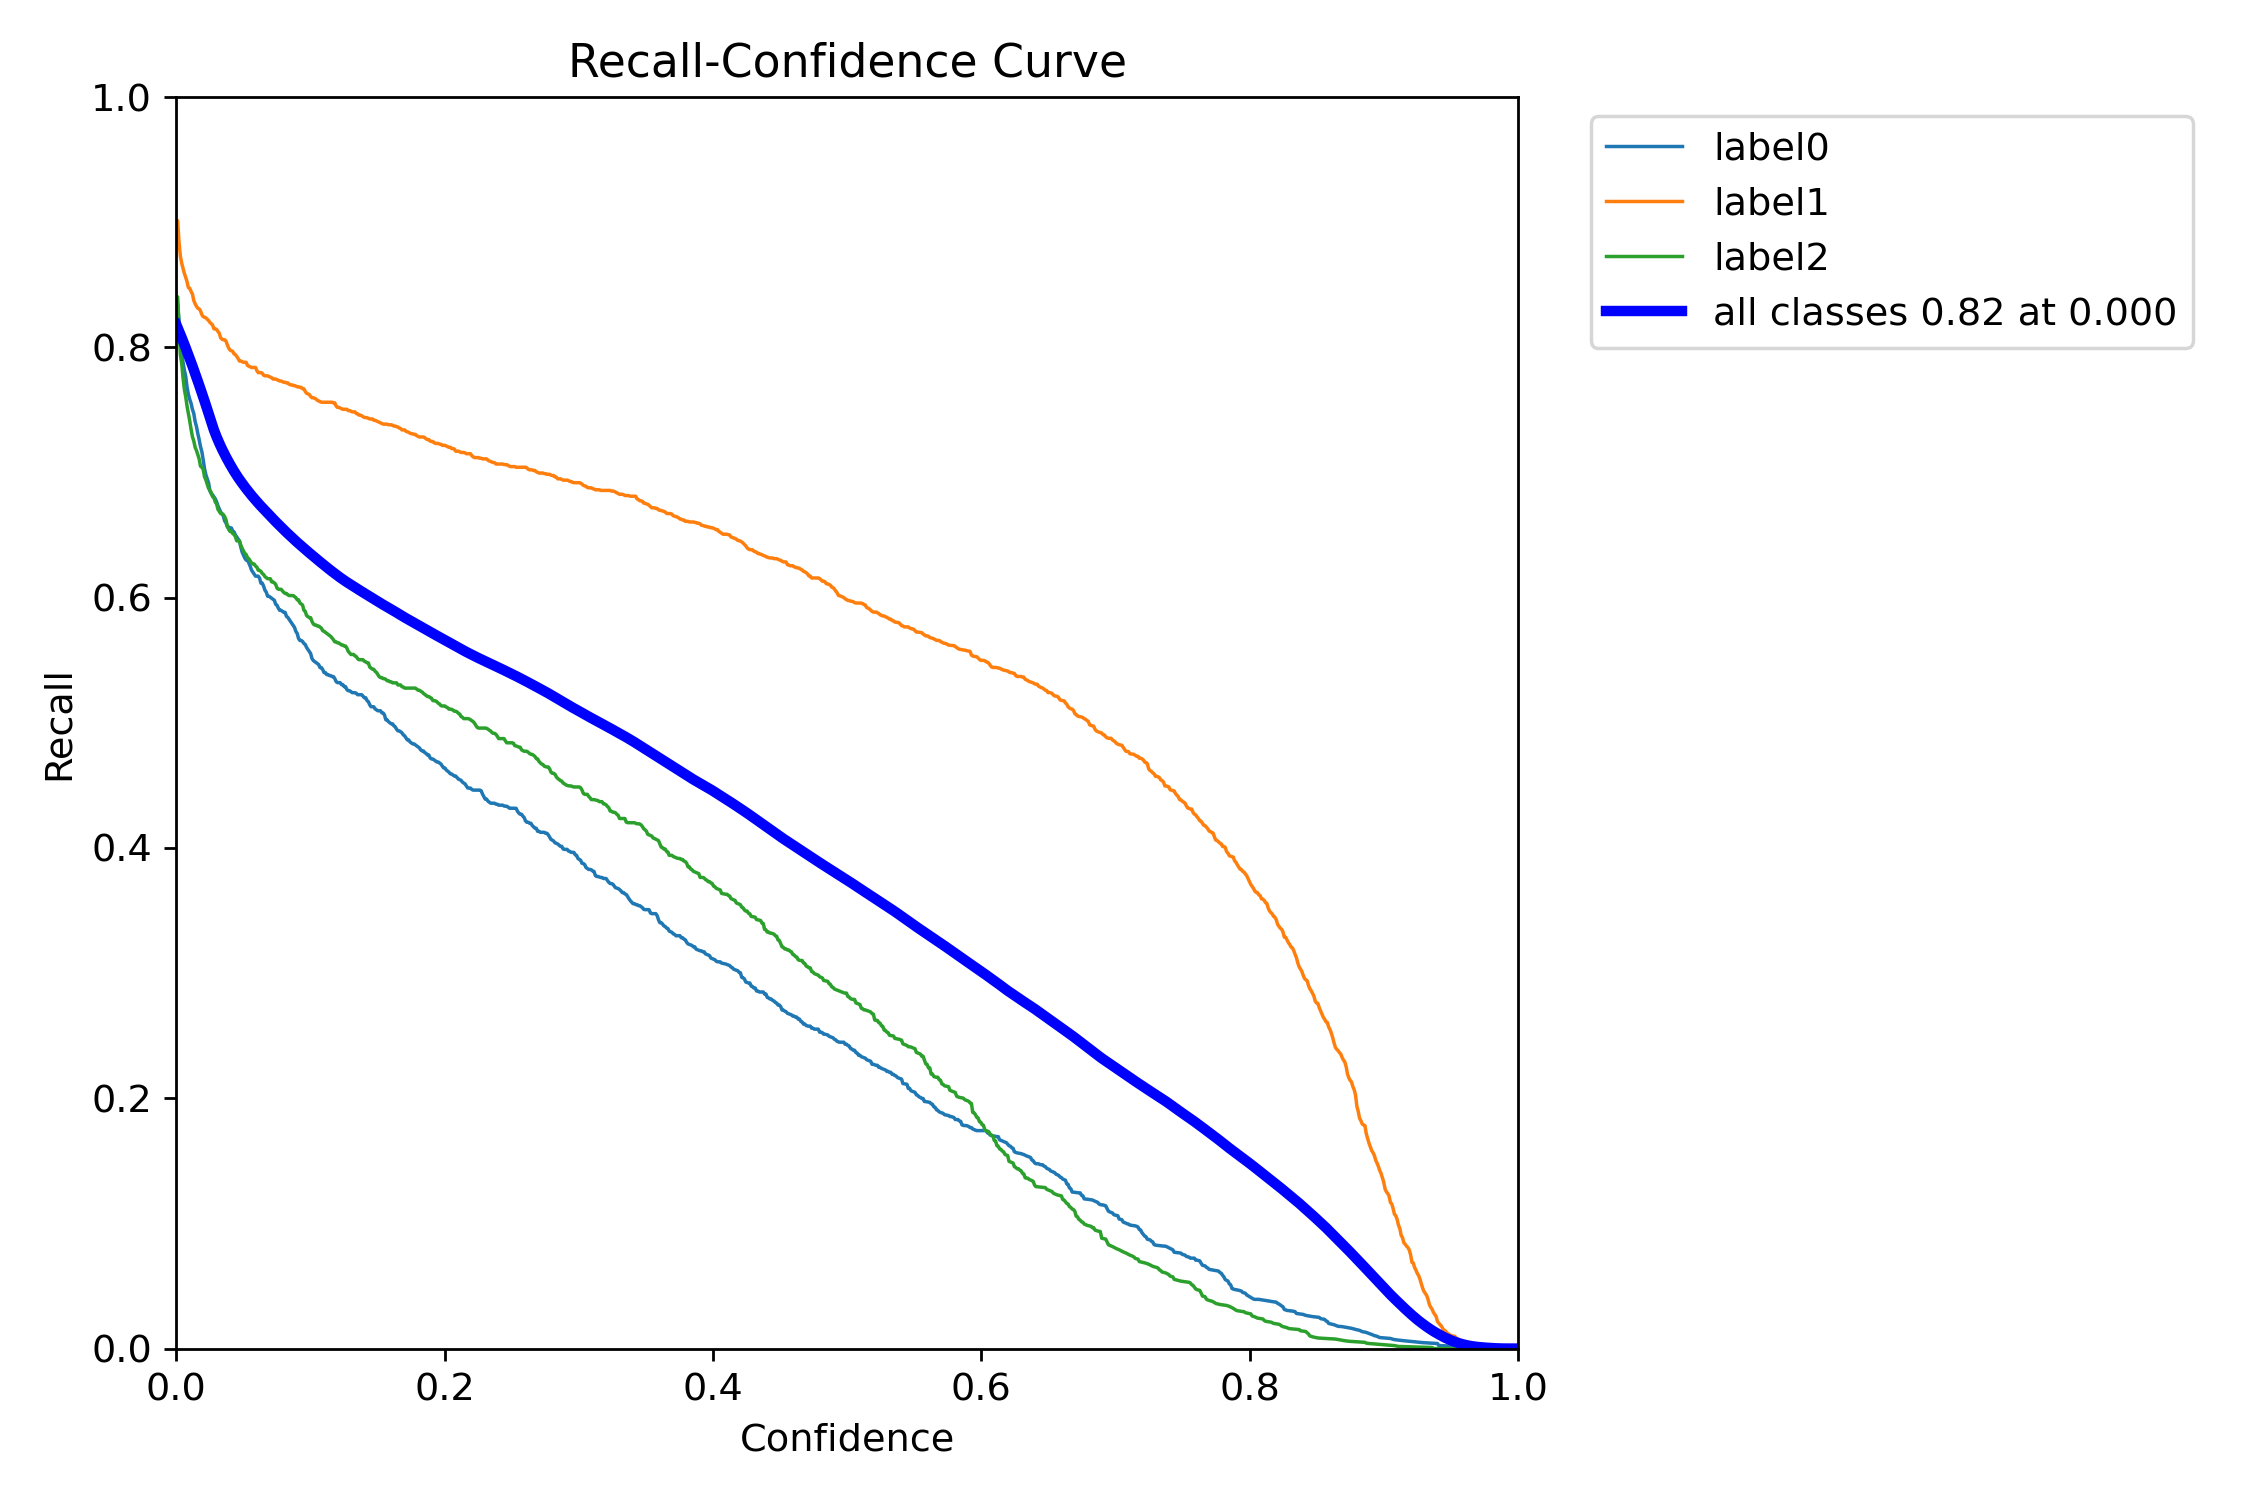 Recall-Confidence Curve
1.0
0.8
0.6
0.4
0.2
0.0
Recall
0.0 0.2 0.4 0.6 0.8 1.0
Confidence
label0
label1
label2
all classes 0.82 at 0.000